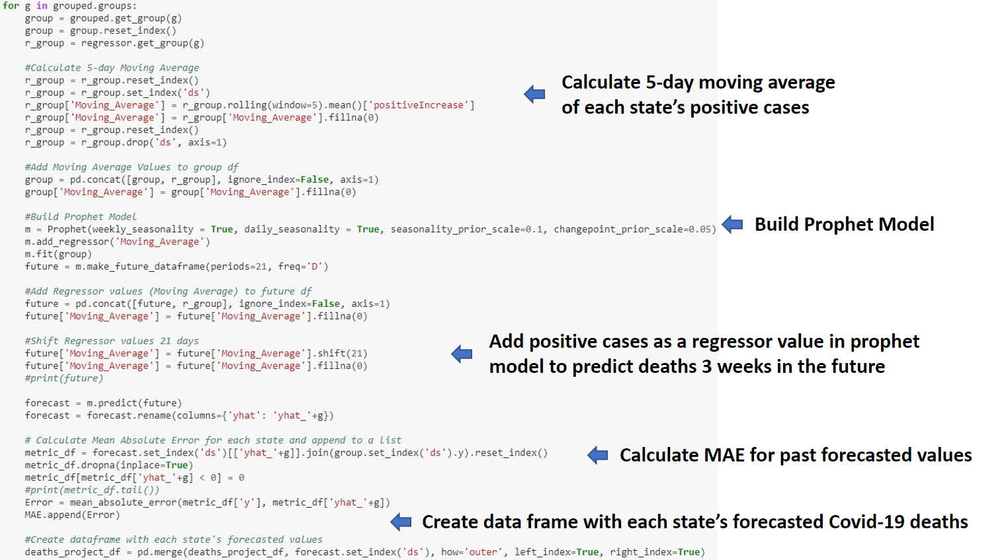 for g in grouped.groups:
    group = grouped.get_group(g)
    group = group.reset_index()
    r_group = regressor.get_group(g)

    #Calculate 5-day Moving Average
    r_group = r_group.reset_index()
    r_group = r_group.set_index('ds')
    r_group['Moving_Average'] = r_group.rolling(window=5).mean()['positiveIncrease']
    r_group['Moving_Average'] = r_group['Moving_Average'].fillna(0)
    r_group = r_group.reset_index()
    r_group = r_group.drop('ds', axis=1)
Calculate 5-day moving average
of each state's positive cases

    #Add Moving Average Values to group df
    group = pd.concat([group, r_group], ignore_index=False, axis=1)
    group['Moving_Average'] = group['Moving_Average'].fillna(0)

    #Build Prophet Model
    m = Prophet(weekly_seasonality = True, daily_seasonality = True, seasonality_prior_scale=0.1, changepoint_prior_scale=0.05)
    m.add_regressor('Moving_Average')
    m.fit(group)
    future = m.make_future_dataframe(periods=21, freq='D')
Build Prophet Model

    #Add Regressor values (Moving Average) to future df
    future = pd.concat([future, r_group], ignore_index=False, axis=1)
    future['Moving_Average'] = future['Moving_Average'].fillna(0)

    #Shift Regressor values 21 days
    future['Moving_Average'] = future['Moving_Average'].shift(21)
    future['Moving_Average'] = future['Moving_Average'].fillna(0)
    #print(future)
Add positive cases as a regressor value in prophet
model to predict deaths 3 weeks in the future

    forecast = m.predict(future)
    forecast = forecast.rename(columns={'yhat': 'yhat_'+g})

    # Calculate Mean Absolute Error for each state and append to a list
    metric_df = forecast.set_index('ds')[['yhat_'+g]].join(group.set_index('ds').y).reset_index()
    metric_df.dropna(inplace=True)
    metric_df[metric_df['yhat_'+g] < 0] = 0
    #print(metric_df.tail())
    Error = mean_absolute_error(metric_df['y'], metric_df['yhat_'+g])
    MAE.append(Error)
Calculate MAE for past forecasted values

    #Create dataframe with each state's forecasted values
    deaths_project_df = pd.merge(deaths_project_df, forecast.set_index('ds'), how='outer', left_index=True, right_index=True)
Create data frame with each state's forecasted Covid-19 deaths